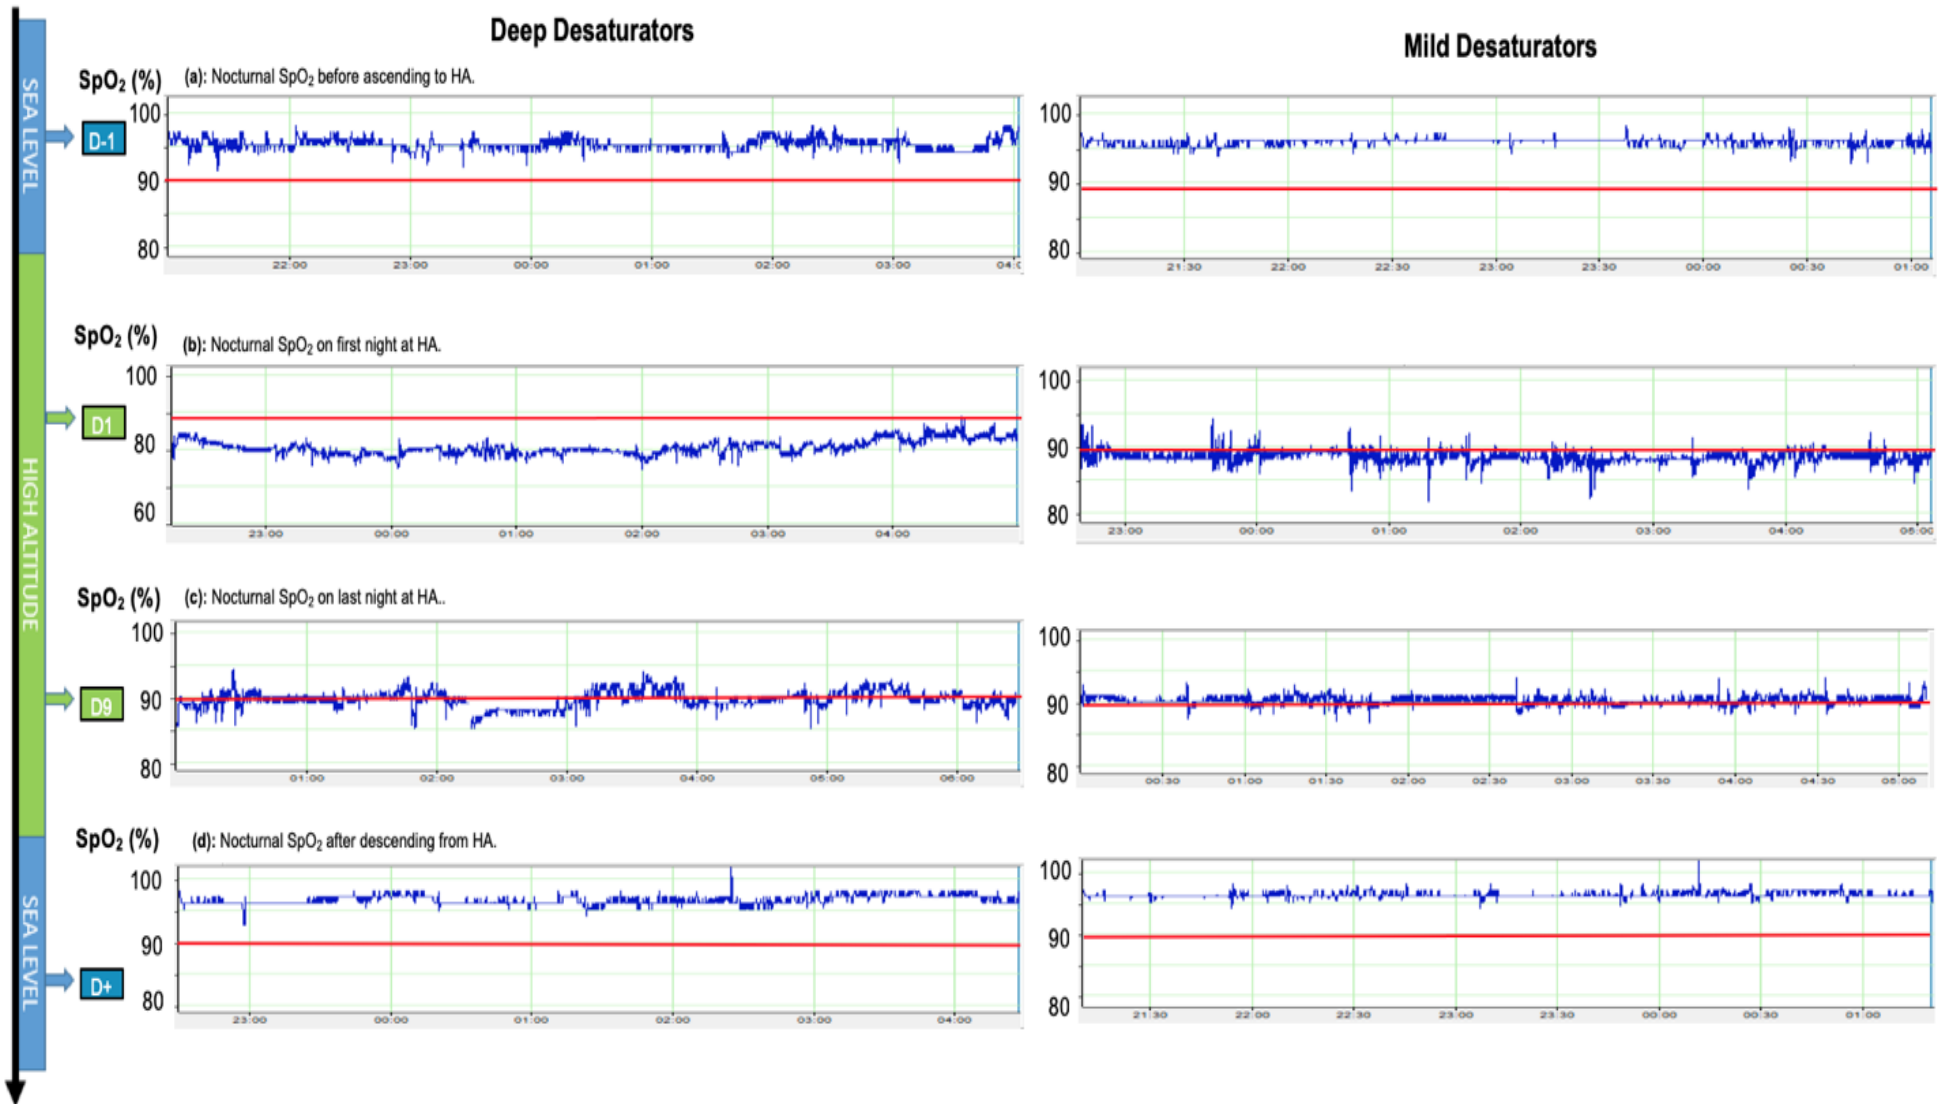 Deep Desaturators
Mild Desaturators
SEA LEVEL
HIGH ALTITUDE
SEA LEVEL
SpO₂ (%) (a): Nocturnal SpO₂ before ascending to HA.
D-1
100
90
80
22:00 23:00 00:00 01:00 02:00 03:00
100
90
80
21:30 22:00 22:30 23:00 23:30 00:00 00:30 01:00
SpO₂ (%) (b): Nocturnal SpO₂ on first night at HA.
D1
100
80
60
23:00 00:00 01:00 02:00 03:00 04:00
100
90
80
23:00 00:00 01:00 02:00 03:00 04:00 05:00
SpO₂ (%) (c): Nocturnal SpO₂ on last night at HA..
D9
100
90
80
01:00 02:00 03:00 04:00 05:00 06:00
100
90
80
00:30 01:00 01:30 02:00 02:30 03:00 03:30 04:00 04:30 05:00
SpO₂ (%) (d): Nocturnal SpO₂ after descending from HA.
D+
100
90
80
23:00 00:00 01:00 02:00 03:00 04:00
100
90
80
21:30 22:00 22:30 23:00 23:30 00:00 00:30 01:00